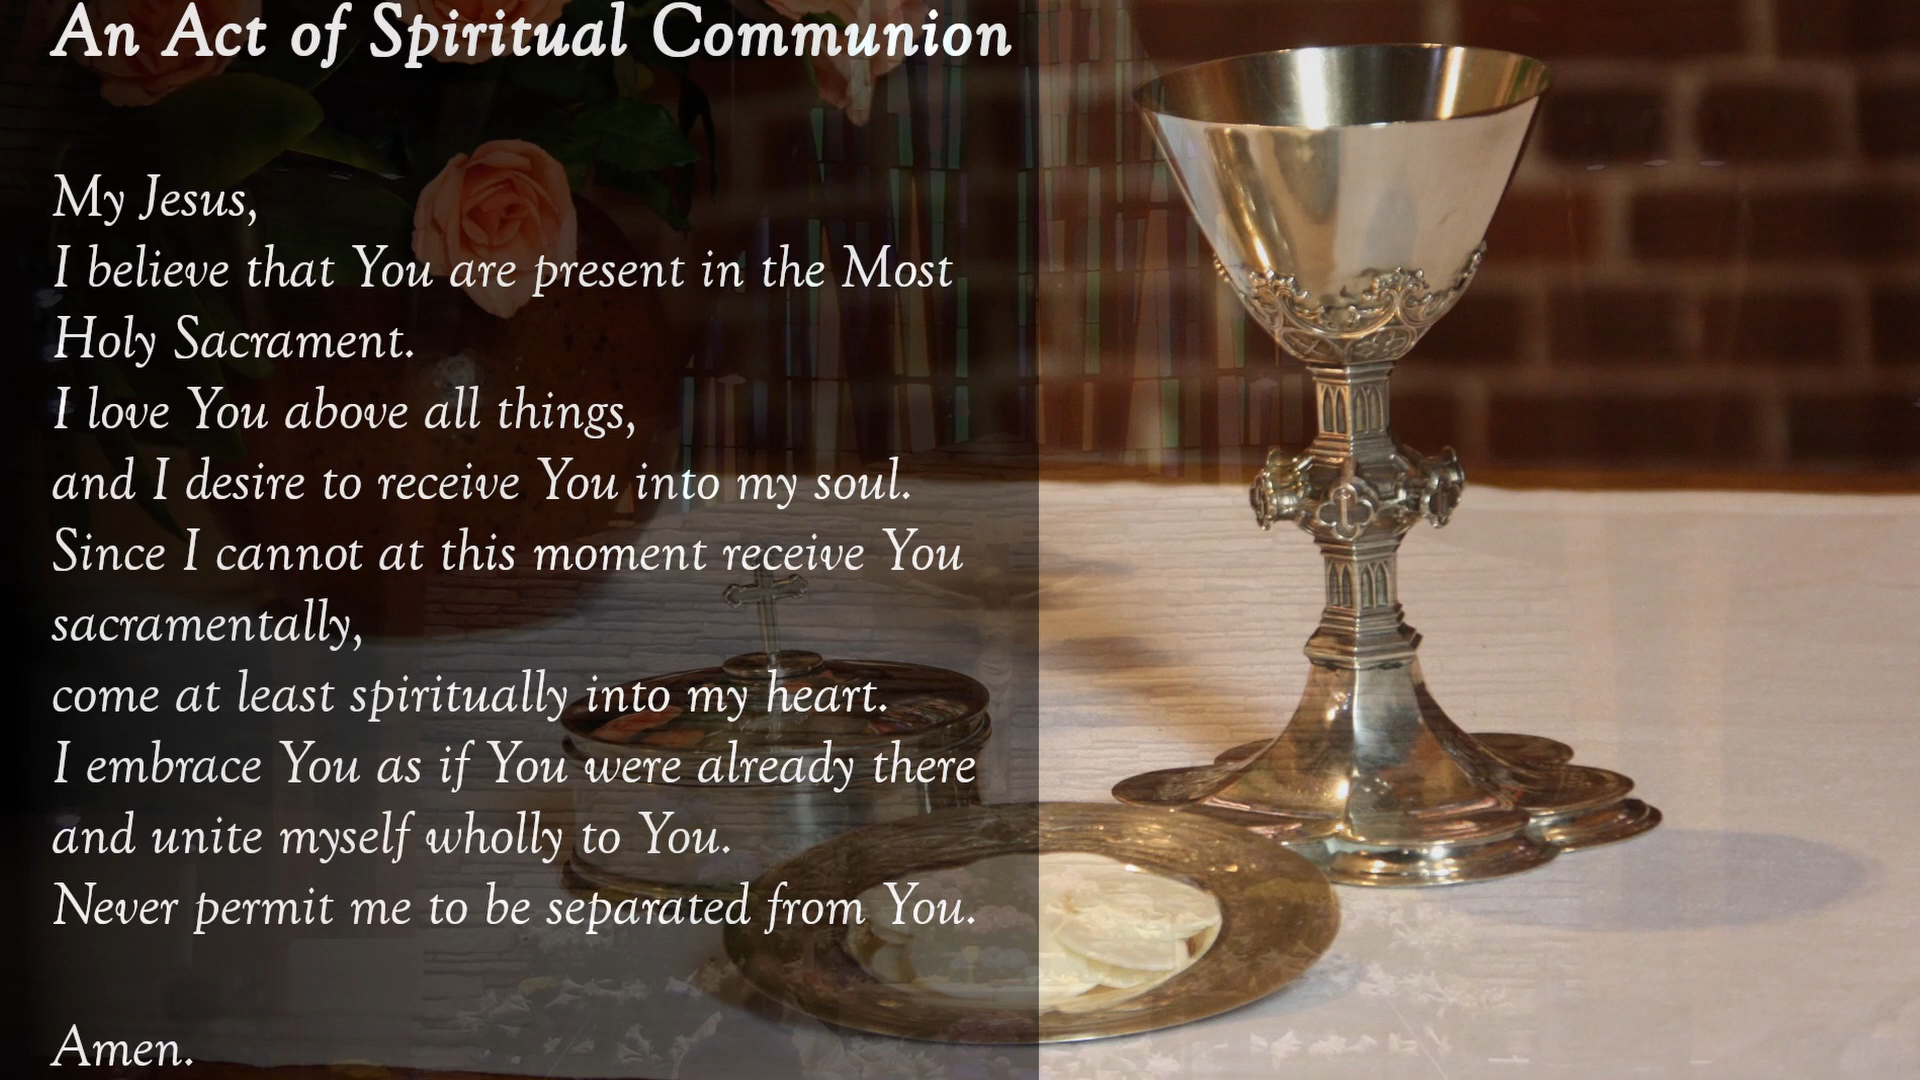 An Act of Spiritual Communion
My Jesus,
I believe that You are present in the Most
Holy Sacrament.
I love You above all things,
and I desire to receive You into my soul.
Since I cannot at this moment receive You
sacramentally,
come at least spiritually into my heart.
I embrace You as if You were already there
and unite myself wholly to You.
Never permit me to be separated from You.
Amen.